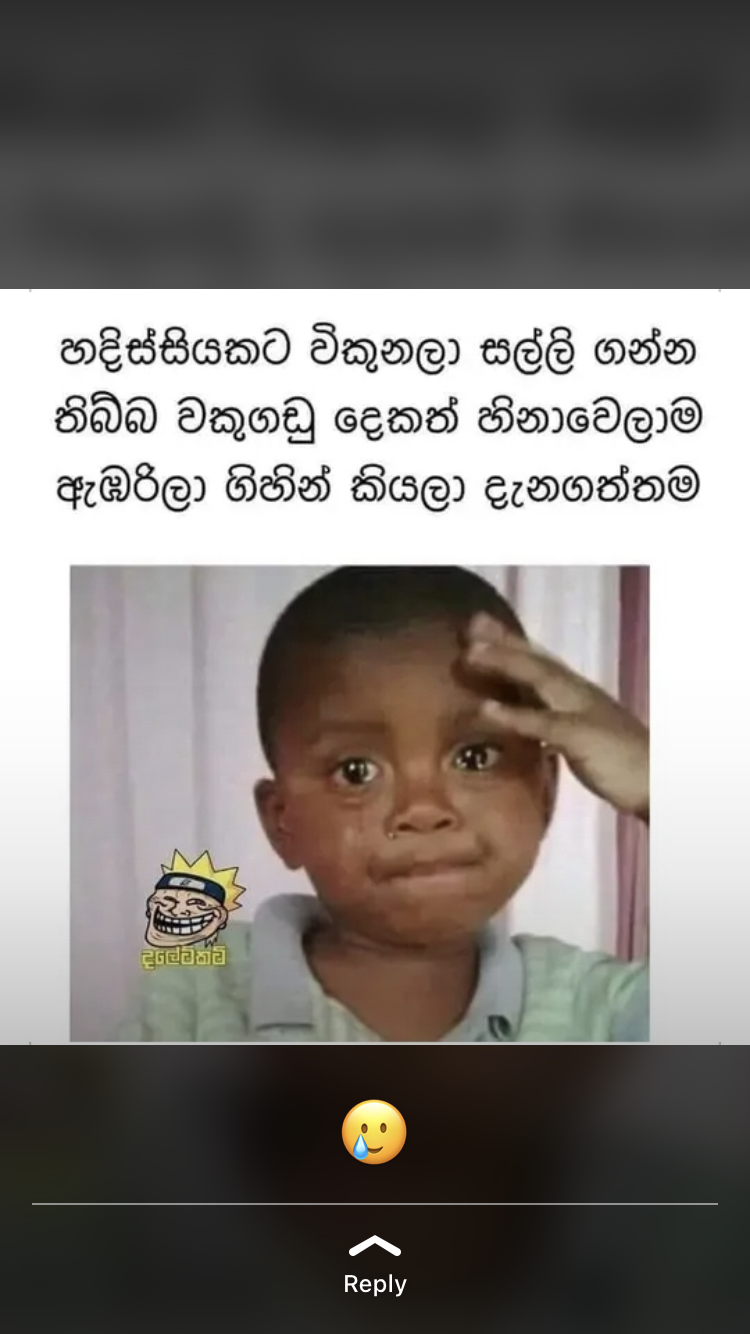 හදිස්සියකට විකුනලා සල්ලි ගන්න
තිබ්බ වකුගඩු දෙකත් හිනාවෙලාම
ඇඹරිලා ගිහින් කියලා දැනගත්තම
Reply